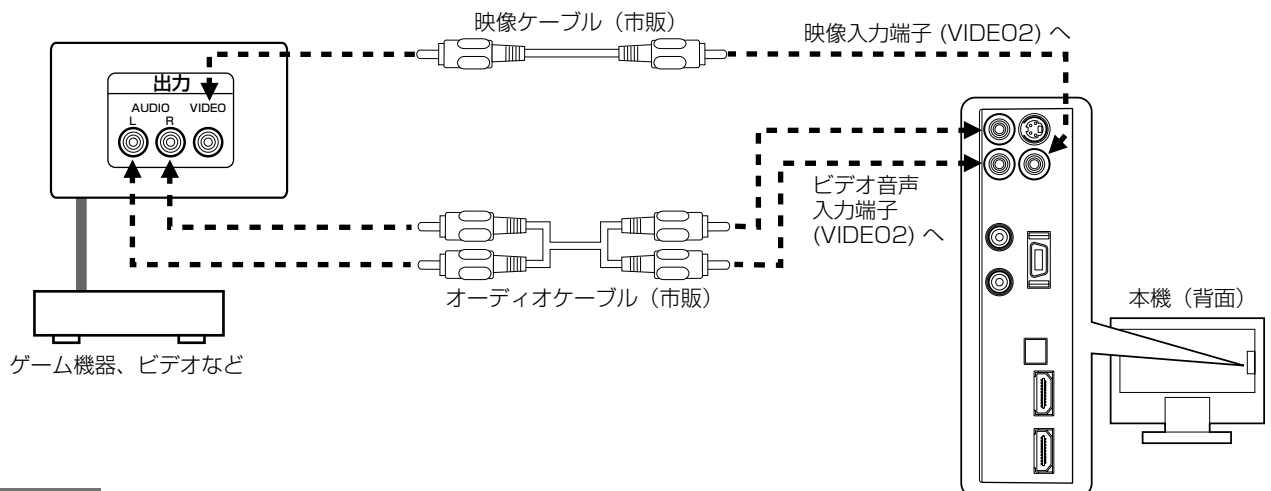 映像ケーブル（市販）
映像入力端子 (VIDEO2) へ
出力
AUDIO VIDEO
L R
ビデオ音声
入力端子
(VIDEO2) へ
オーディオケーブル（市販）
本機（背面）
ゲーム機器、ビデオなど